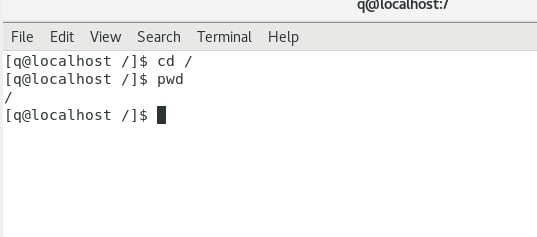 q@localhost:/
File Edit View Search Terminal Help
[q@localhost /]$ cd /
[q@localhost /]$ pwd
/
[q@localhost /]$